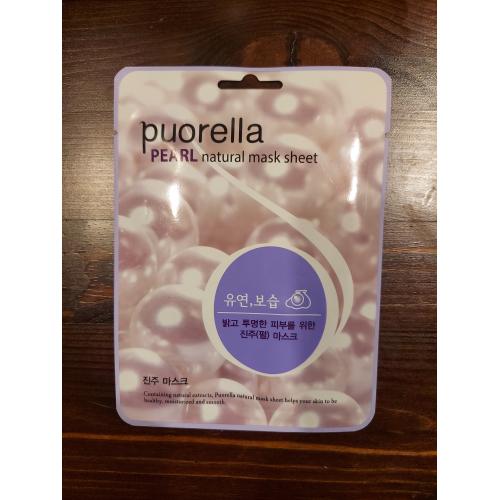 puorella
PEARL natural mask sheet
유연,보습
밝고 투명한 피부를 위한
진주(펄) 마스크
진주 마스크
Containing natural extracts, Puorella natural mask sheet helps your skin to be
healthy, moisturized and smooth.